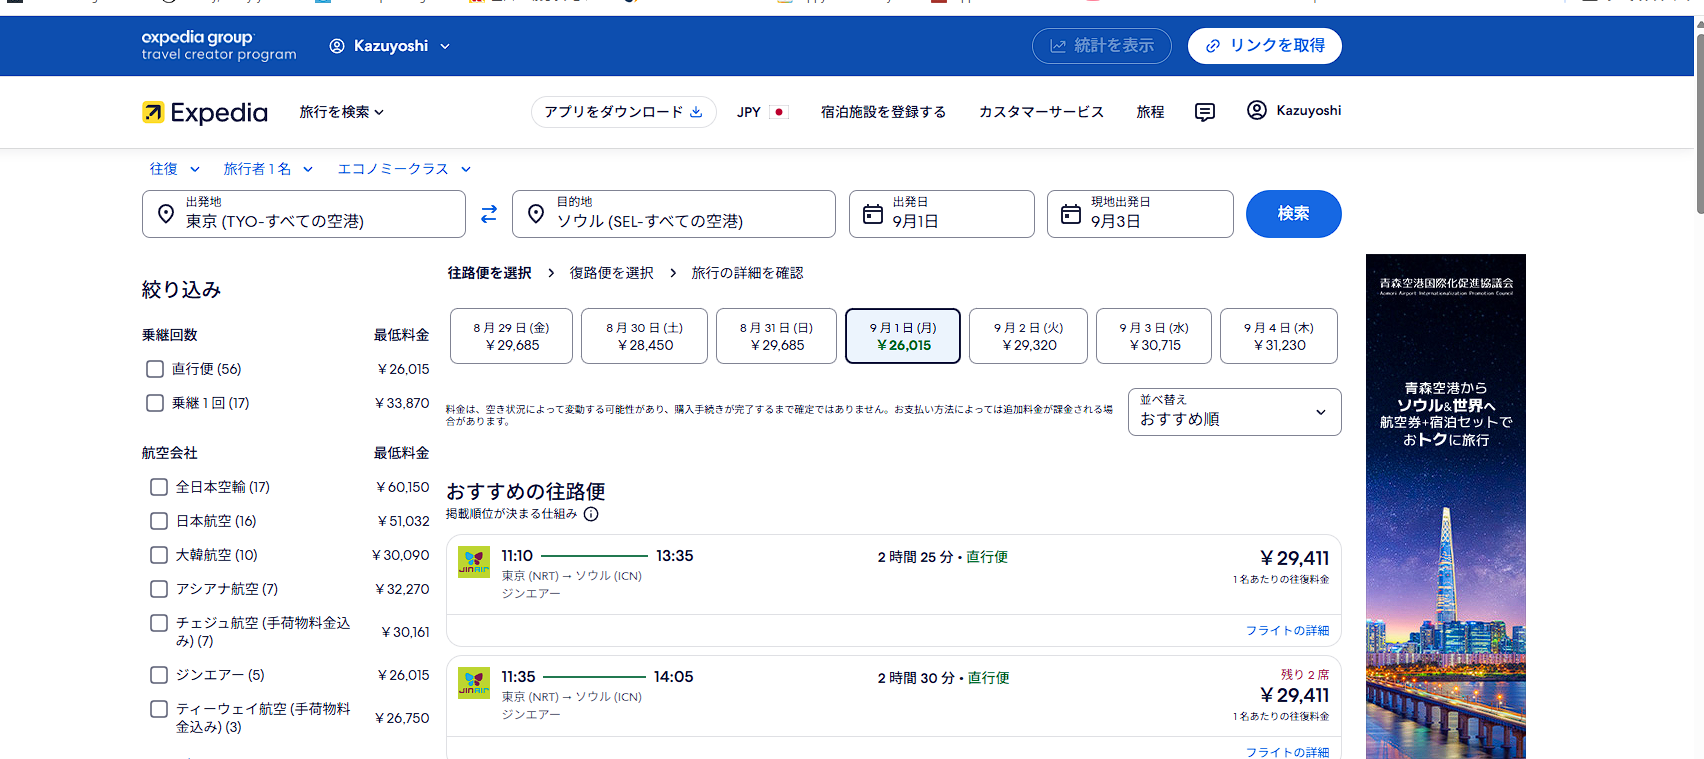 expedia group
travel creator program
Kazuyoshi
統計を表示
リンクを取得
Expedia
旅行を検索
アプリをダウンロード
JPY
宿泊施設を登録する
カスタマーサービス
旅程
Kazuyoshi
往復
旅行者 1 名
エコノミークラス
出発地
東京 (TYO-すべての空港)
目的地
ソウル (SEL-すべての空港)
出発日
9月1日
現地出発日
9月3日
検索
往路便を選択
復路便を選択
旅行の詳細を確認
絞り込み
乗継回数 最低料金
直行便 (56) ￥26,015
乗継 1 回 (17) ￥33,870
航空会社 最低料金
全日本空輸 (17) ￥60,150
日本航空 (16) ￥51,032
大韓航空 (10) ￥30,090
アシアナ航空 (7) ￥32,270
チェジュ航空 (手荷物料金込
み) (7) ￥30,161
ジンエアー (5) ￥26,015
ティーウェイ航空 (手荷物料
金込み) (3) ￥26,750
8 月 29 日 (金)
￥29,685
8 月 30 日 (土)
￥28,450
8 月 31 日 (日)
￥29,685
9 月 1 日 (月)
￥26,015
9 月 2 日 (火)
￥29,320
9 月 3 日 (水)
￥30,715
9 月 4 日 (木)
￥31,230
料金は、空き状況によって変動する可能性があり、購入手続きが完了するまで確定ではありません。お支払い方法によっては追加料金が課金される場
合があります。
並べ替え
おすすめ順
おすすめの往路便
掲載順位が決まる仕組み
JINAIR
11:10 13:35
東京 (NRT) → ソウル (ICN)
ジンエアー
2 時間 25 分 • 直行便
￥29,411
1 名あたりの往復料金
フライトの詳細
JINAIR
11:35 14:05
東京 (NRT) → ソウル (ICN)
ジンエアー
2 時間 30 分 • 直行便
残り 2 席
￥29,411
1 名あたりの往復料金
フライトの詳細
青森空港国際化促進協議会
Aomori Airport Internationalization Promotion Council
青森空港から
ソウル&世界へ
航空券+宿泊セットで
おトクに旅行